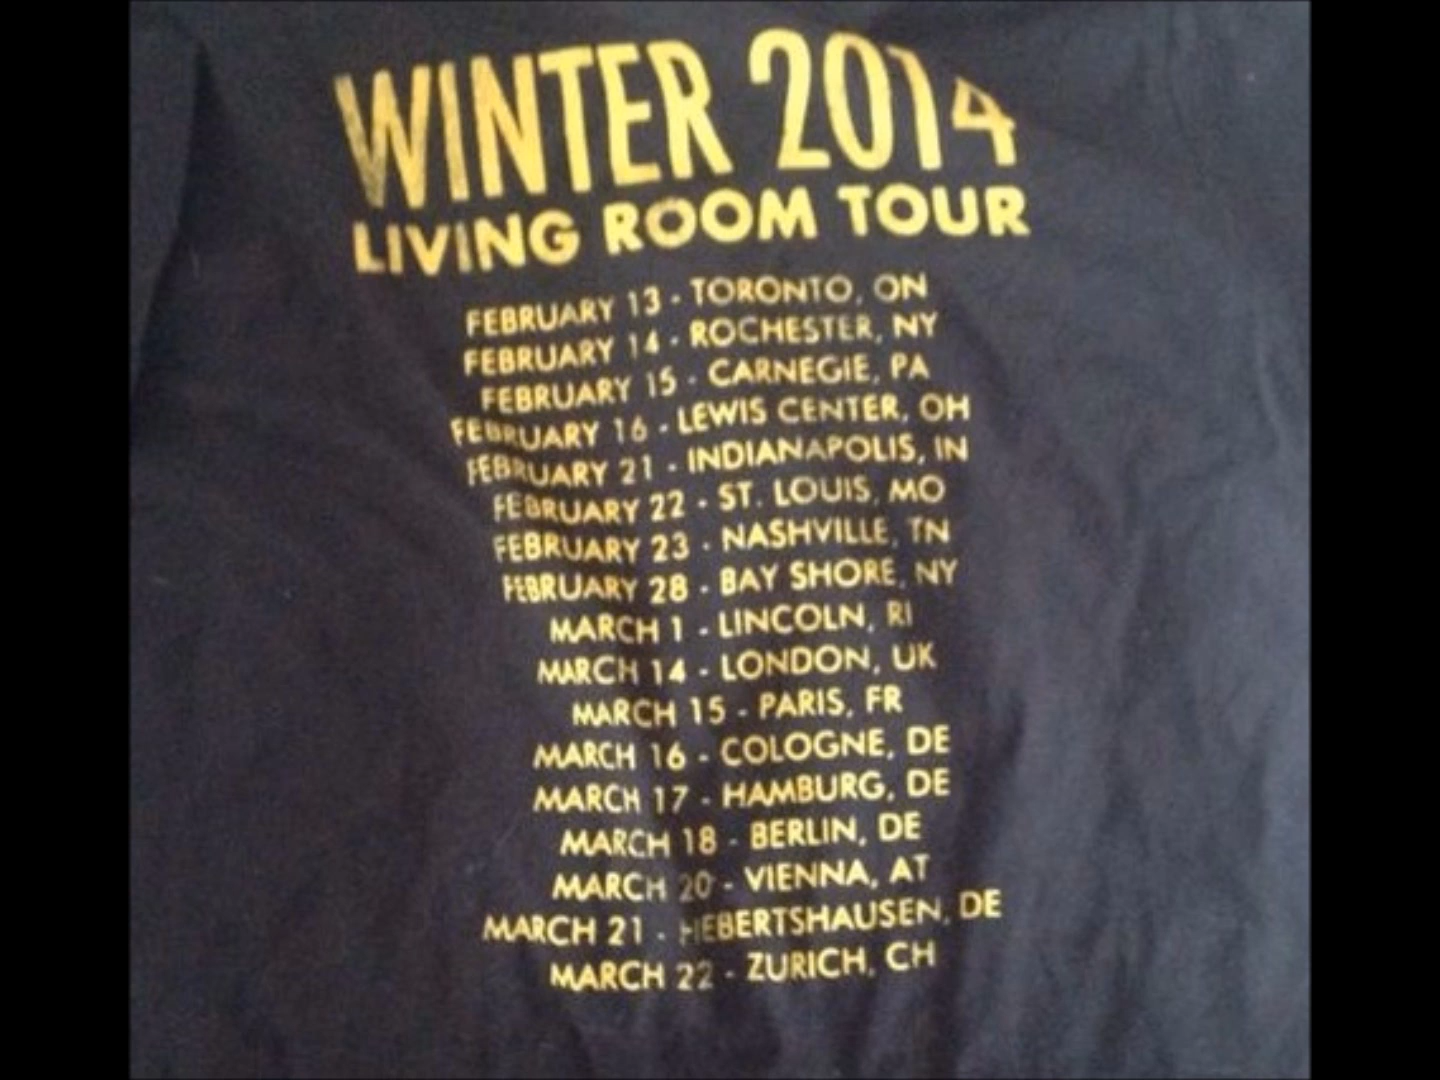 WINTER 2014
LIVING ROOM TOUR
FEBRUARY 13 - TORONTO, ON
FEBRUARY 14 - ROCHESTER, NY
FEBRUARY 15 - CARNEGIE, PA
FEBRUARY 16 - LEWIS CENTER, OH
FEBRUARY 21 - INDIANAPOLIS, IN
FEBRUARY 22 - ST. LOUIS, MO
FEBRUARY 23 - NASHVILLE, TN
FEBRUARY 28 - BAY SHORE, NY
MARCH 1 - LINCOLN, RI
MARCH 14 - LONDON, UK
MARCH 15 - PARIS, FR
MARCH 16 - COLOGNE, DE
MARCH 17 - HAMBURG, DE
MARCH 18 - BERLIN, DE
MARCH 20 - VIENNA, AT
MARCH 21 - HEBERTSHAUSEN, DE
MARCH 22 - ZURICH, CH